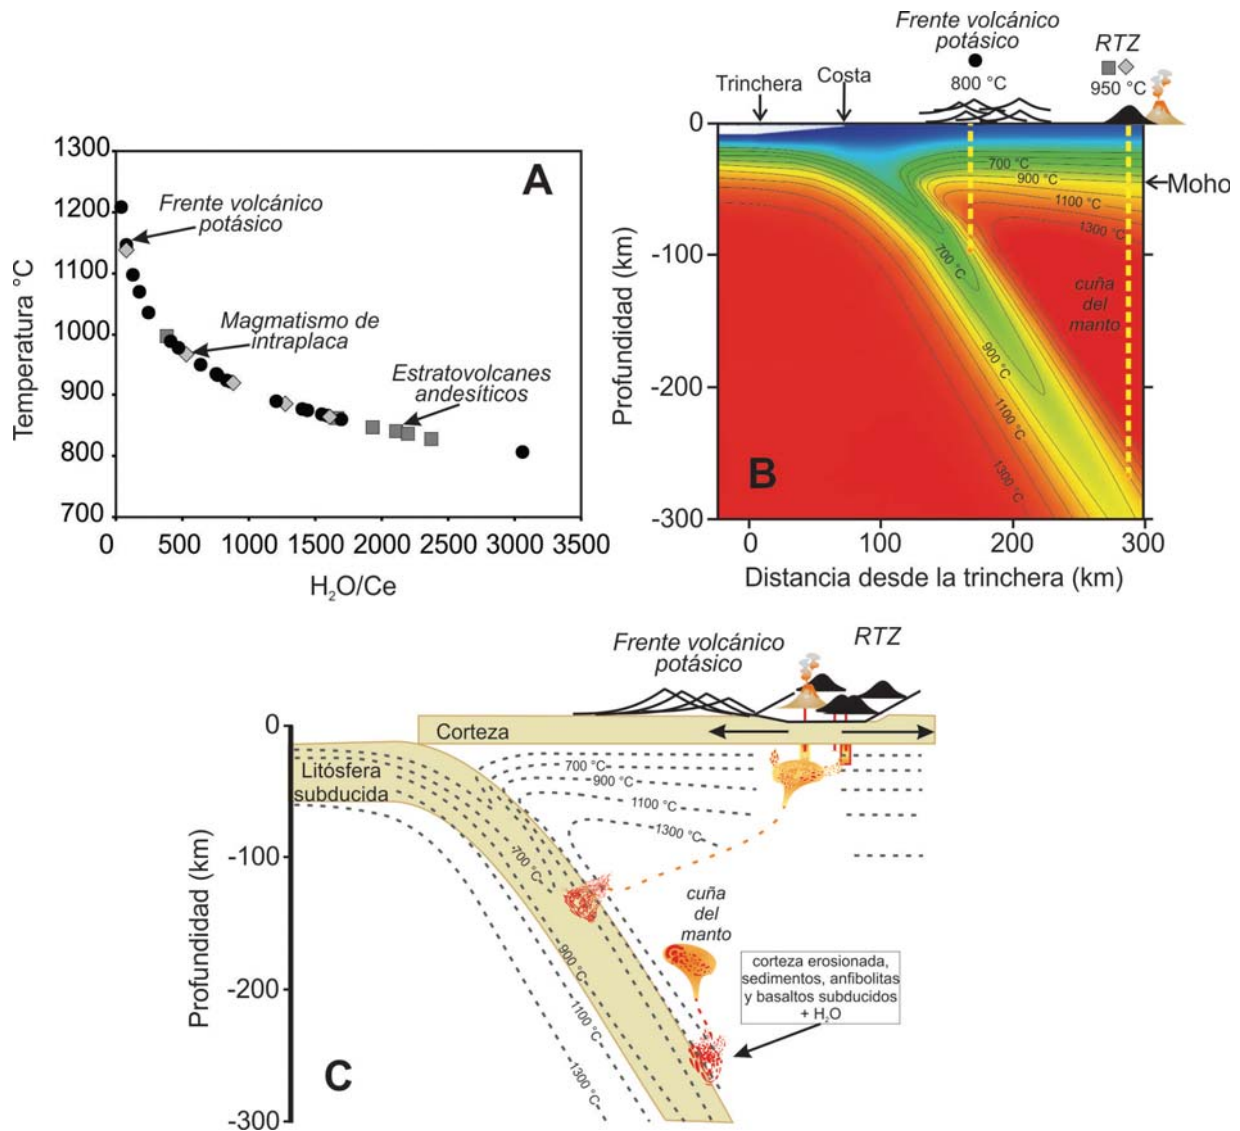 A
1300
1200
1100
1000
900
800
700
Temperatura °C
0
500
1000
1500
2000
2500
3000
3500
H₂O/Ce
Frente volcánico
potásico
Magmatismo de
intraplaca
Estratovolcanes
andesíticos
Frente volcánico
potásico
800 °C
RTZ
950 °C
Trinchera
Costa
0
-100
-200
-300
Profundidad (km)
700 °C
900 °C
1100 °C
1300 °C
Moho
700 °C
cuña
del
manto
900 °C
1100 °C
1300 °C
B
0
100
200
300
Distancia desde la trinchera (km)
Frente volcánico
potásico
RTZ
0
-100
-200
-300
Profundidad (km)
Corteza
Litósfera
subducida
700 °C
900 °C
1100 °C
1300 °C
700 °C
cuña
del
manto
900 °C
1100 °C
1300 °C
corteza erosionada,
sedimentos, anfibolitas
y basaltos subducidos
+ H₂O
C